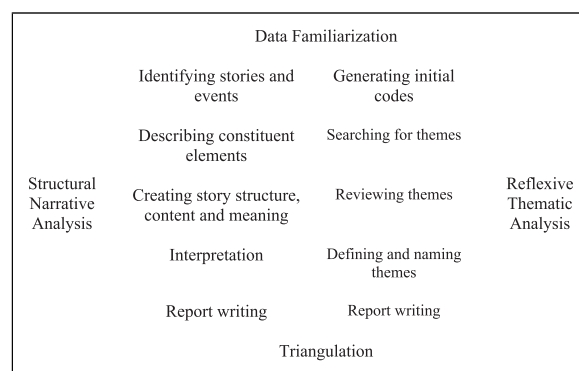 Data Familiarization
Identifying stories and
events
Generating initial
codes
Describing constituent
elements
Searching for themes
Structural
Narrative
Analysis
Creating story structure,
content and meaning
Reviewing themes
Reflexive
Thematic
Analysis
Interpretation
Defining and naming
themes
Report writing
Report writing
Triangulation